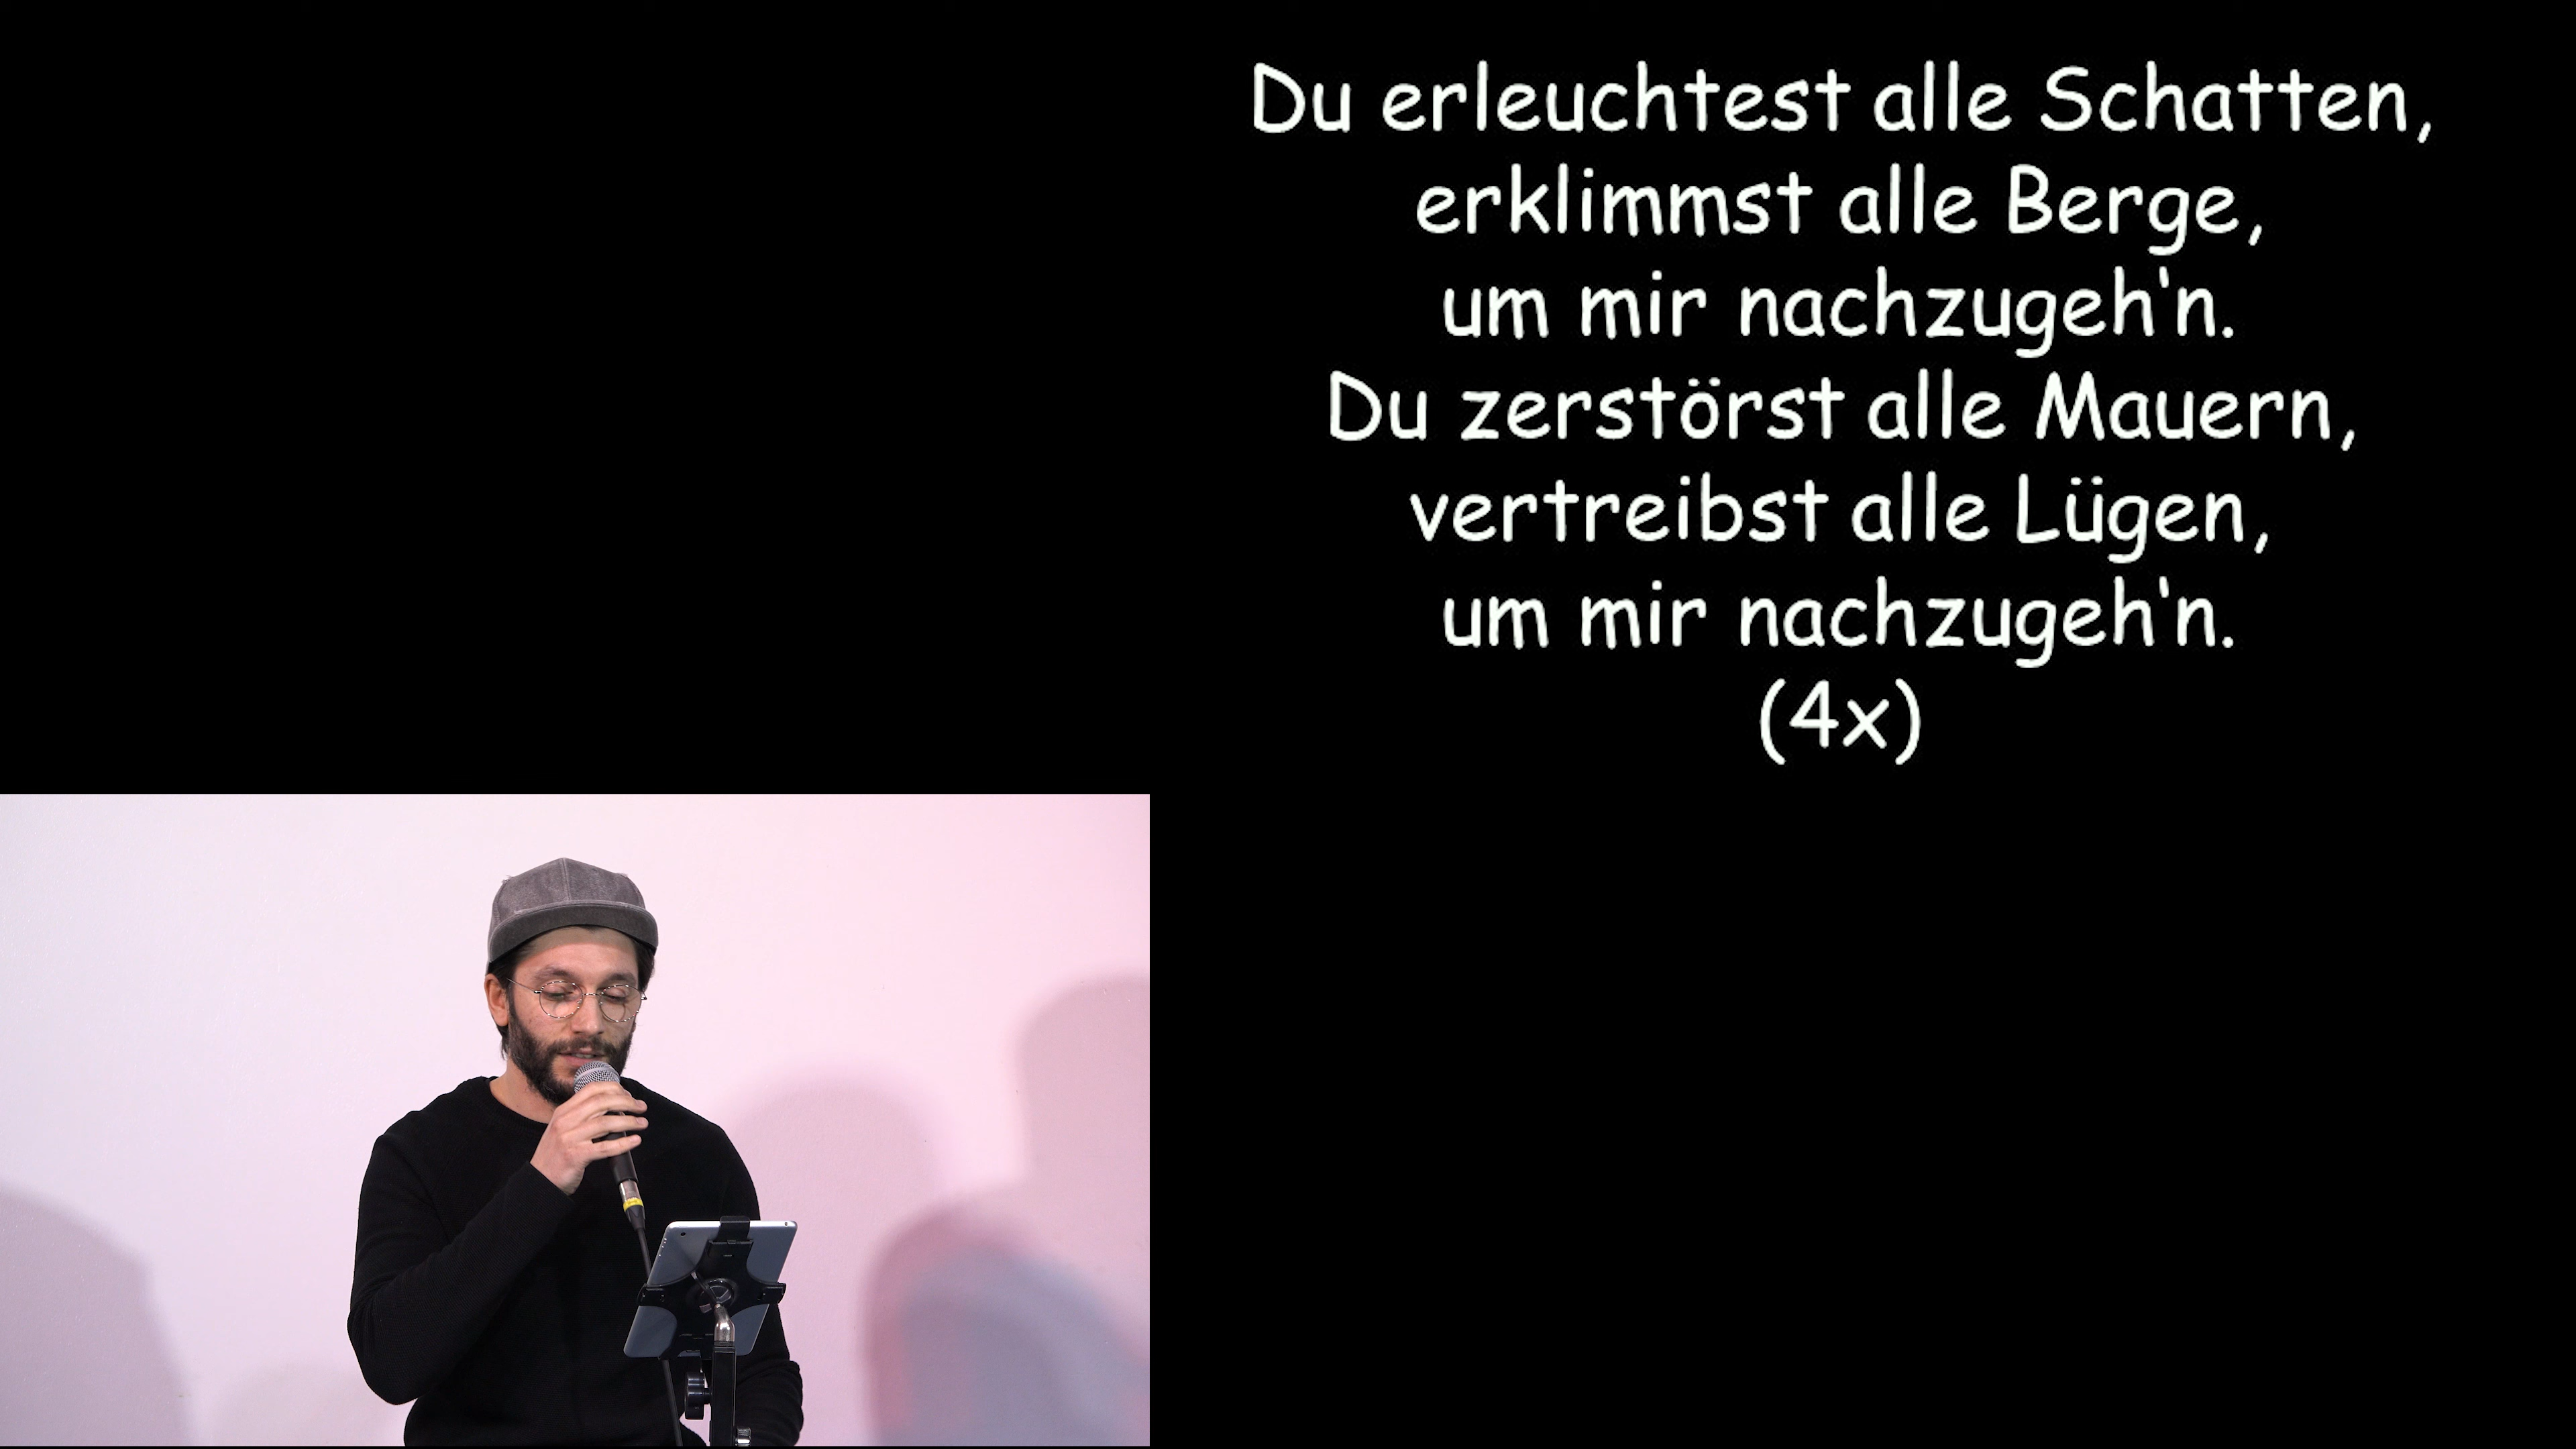 Du erleuchtest alle Schatten,
erklimmst alle Berge,
um mir nachzugeh'n.
Du zerstörst alle Mauern,
vertreibst alle Lügen,
um mir nachzugeh'n.
(4x)